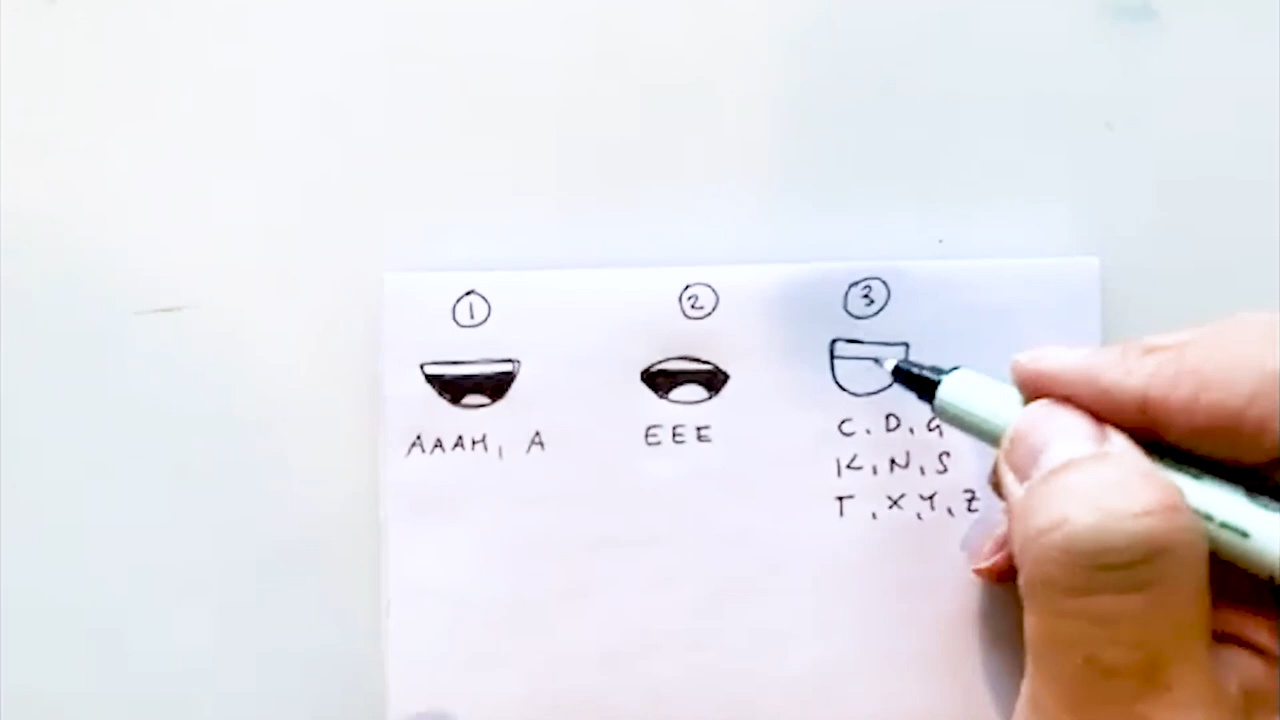 1 2 3
AAAH, A
EEE
C, D, G
K, N, S
T, X, Y, Z